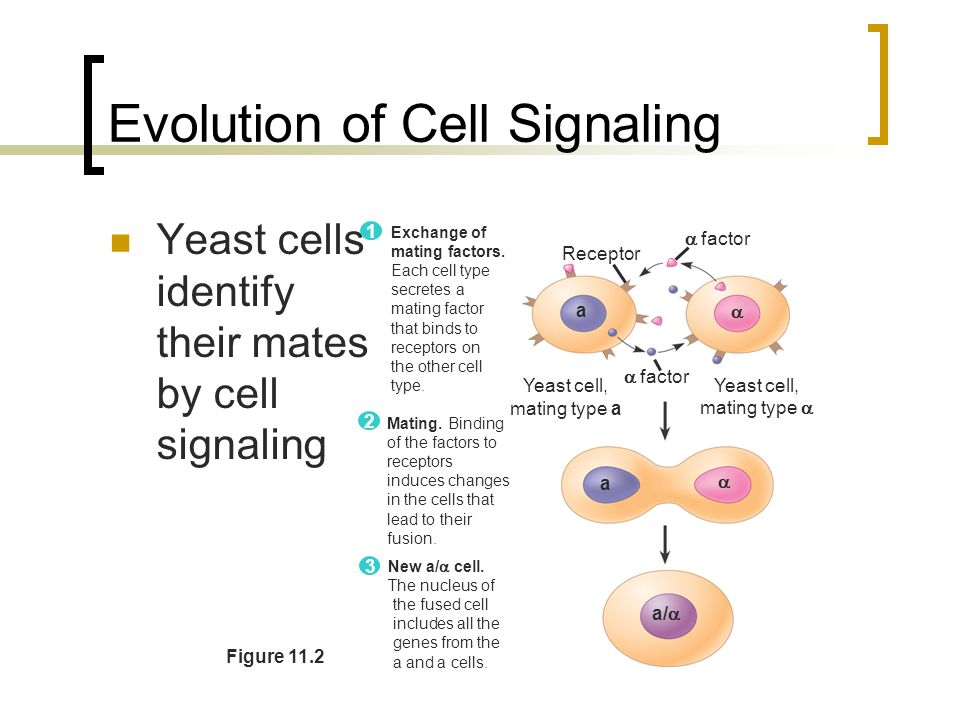 Evolution of Cell Signaling
Yeast cells
identify
their mates
by cell
signaling
1
Exchange of
mating factors.
Each cell type
secretes a
mating factor
that binds to
receptors on
the other cell
type.
2
Mating. Binding
of the factors to
receptors
induces changes
in the cells that
lead to their
fusion.
3
New a/α cell.
The nucleus of
the fused cell
includes all the
genes from the
a and a cells.
Receptor
α factor
a
α
α factor
Yeast cell,
mating type a
Yeast cell,
mating type α
a
α
a/α
Figure 11.2